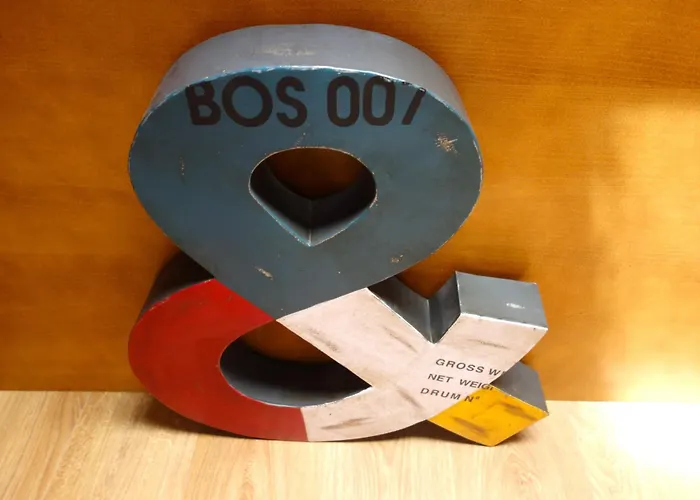 BOS 007
GROSS W
NET WEIG
DRUM N°